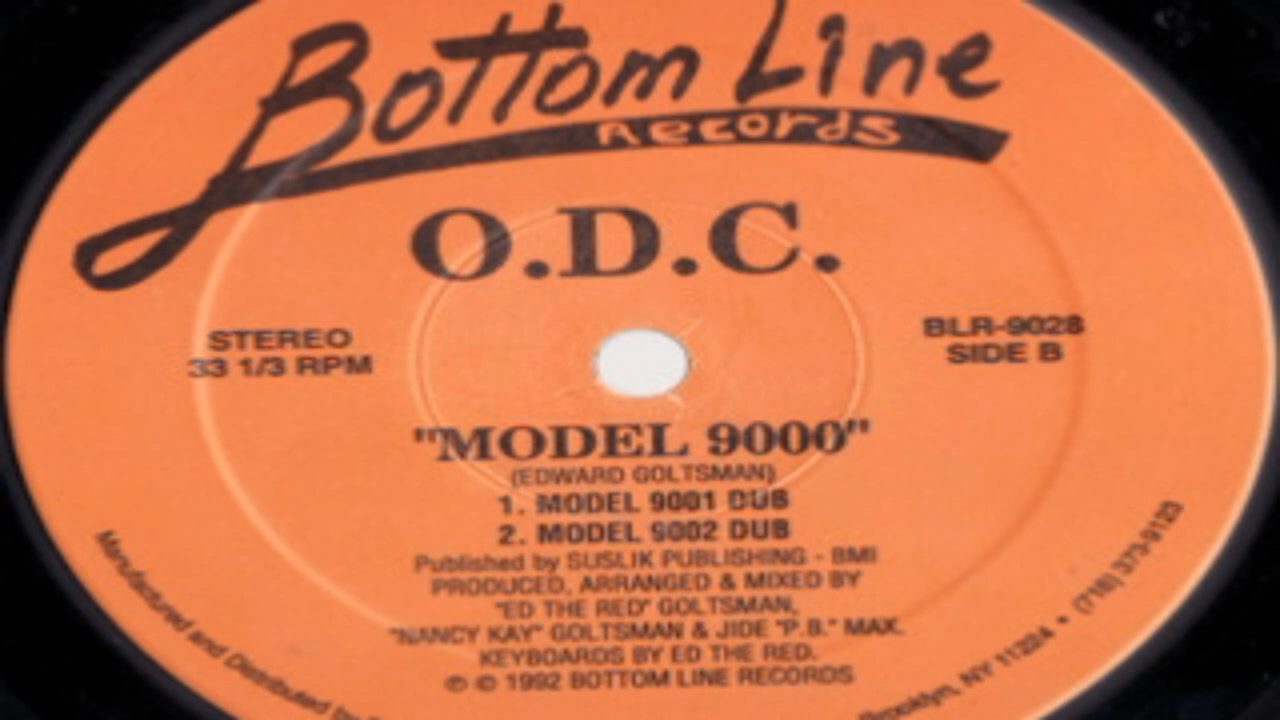 Bottom Line
Records
O.D.C.
STEREO
33 1/3 RPM
BLR-9028
SIDE B
"MODEL 9000"
(EDWARD GOLTSMAN)
1. MODEL 9001 DUB
2. MODEL 9002 DUB
Published by SUSLIK PUBLISHING - BMI
PRODUCED, ARRANGED & MIXED BY
"ED THE RED" GOLTSMAN,
"NANCY KAY" GOLTSMAN & JIDE "P.B." MAX.
KEYBOARDS BY ED THE RED.
℗ © 1992 BOTTOM LINE RECORDS
Manufactured and Distributed by
Brooklyn, NY 11224 • (718) 373-9123